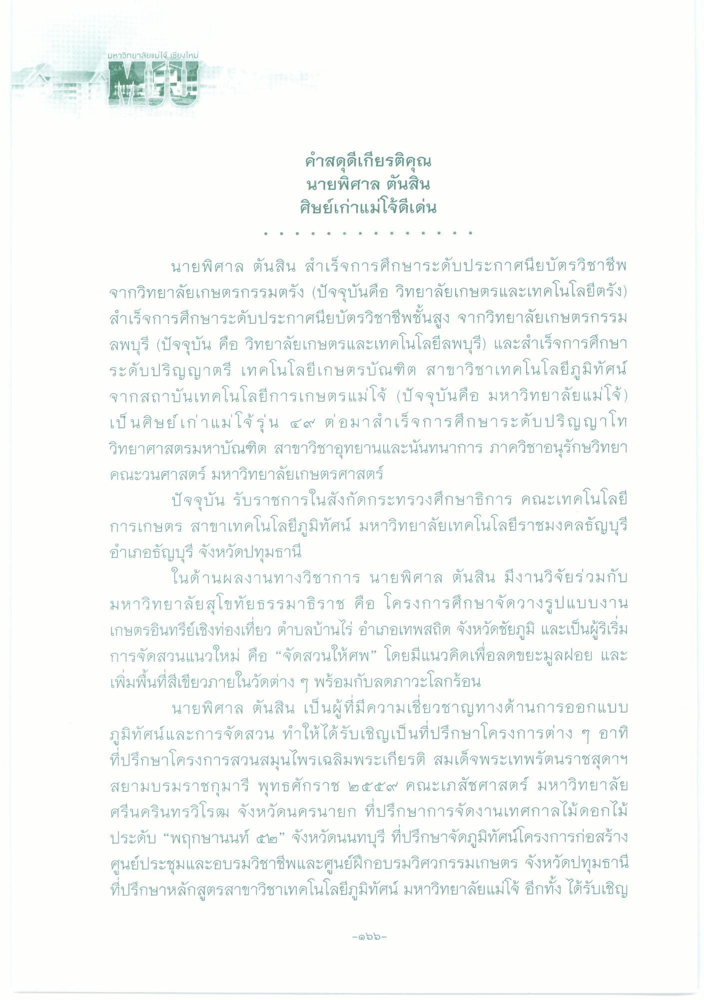 มหาวิทยาลัยแม่โจ้ เชียงใหม่
MJU
คำสดุดีเกียรติคุณ
นายพิศาล ตันสิน
ศิษย์เก่าแม่โจ้ดีเด่น
* * * * * * * * * * * * * *
นายพิศาล ตันสิน สำเร็จการศึกษาระดับประกาศนียบัตรวิชาชีพ
จากวิทยาลัยเกษตรกรรมตรัง (ปัจจุบันคือ วิทยาลัยเกษตรและเทคโนโลยีตรัง)
สำเร็จการศึกษาระดับประกาศนียบัตรวิชาชีพชั้นสูง จากวิทยาลัยเกษตรกรรม
ลพบุรี (ปัจจุบัน คือ วิทยาลัยเกษตรและเทคโนโลยีลพบุรี) และสำเร็จการศึกษา
ระดับปริญญาตรี เทคโนโลยีเกษตรบัณฑิต สาขาวิชาเทคโนโลยีภูมิทัศน์
จากสถาบันเทคโนโลยีการเกษตรแม่โจ้ (ปัจจุบันคือ มหาวิทยาลัยแม่โจ้)
เป็นศิษย์เก่าแม่โจ้รุ่น ๔๙ ต่อมาสำเร็จการศึกษาระดับปริญญาโท
วิทยาศาสตรมหาบัณฑิต สาขาวิชาอุทยานและนันทนาการ ภาควิชาอนุรักษวิทยา
คณะวนศาสตร์ มหาวิทยาลัยเกษตรศาสตร์
ปัจจุบัน รับราชการในสังกัดกระทรวงศึกษาธิการ คณะเทคโนโลยี
การเกษตร สาขาเทคโนโลยีภูมิทัศน์ มหาวิทยาลัยเทคโนโลยีราชมงคลธัญบุรี
อำเภอธัญบุรี จังหวัดปทุมธานี
ในด้านผลงานทางวิชาการ นายพิศาล ตันสิน มีงานวิจัยร่วมกับ
มหาวิทยาลัยสุโขทัยธรรมาธิราช คือ โครงการศึกษาจัดวางรูปแบบงาน
เกษตรอินทรีย์เชิงท่องเที่ยว ตำบลบ้านไร่ อำเภอเทพสถิต จังหวัดชัยภูมิ และเป็นผู้ริเริ่ม
การจัดสวนแนวใหม่ คือ “จัดสวนให้ศพ” โดยมีแนวคิดเพื่อลดขยะมูลฝอย และ
เพิ่มพื้นที่สีเขียวภายในวัดต่าง ๆ พร้อมกับลดภาวะโลกร้อน
นายพิศาล ตันสิน เป็นผู้ที่มีความเชี่ยวชาญทางด้านการออกแบบ
ภูมิทัศน์และการจัดสวน ทำให้ได้รับเชิญเป็นที่ปรึกษาโครงการต่าง ๆ อาทิ
ที่ปรึกษาโครงการสวนสมุนไพรเฉลิมพระเกียรติ สมเด็จพระเทพรัตนราชสุดาฯ
สยามบรมราชกุมารี พุทธศักราช ๒๕๕๙ คณะเภสัชศาสตร์ มหาวิทยาลัย
ศรีนครินทรวิโรฒ จังหวัดนครนายก ที่ปรึกษาการจัดงานเทศกาลไม้ดอกไม้
ประดับ “พฤกษานนท์ ๕๒” จังหวัดนนทบุรี ที่ปรึกษาจัดภูมิทัศน์โครงการก่อสร้าง
ศูนย์ประชุมและอบรมวิชาชีพและศูนย์ฝึกอบรมวิศวกรรมเกษตร จังหวัดปทุมธานี
ที่ปรึกษาหลักสูตรสาขาวิชาเทคโนโลยีภูมิทัศน์ มหาวิทยาลัยแม่โจ้ อีกทั้ง ได้รับเชิญ
-๑๖๖-